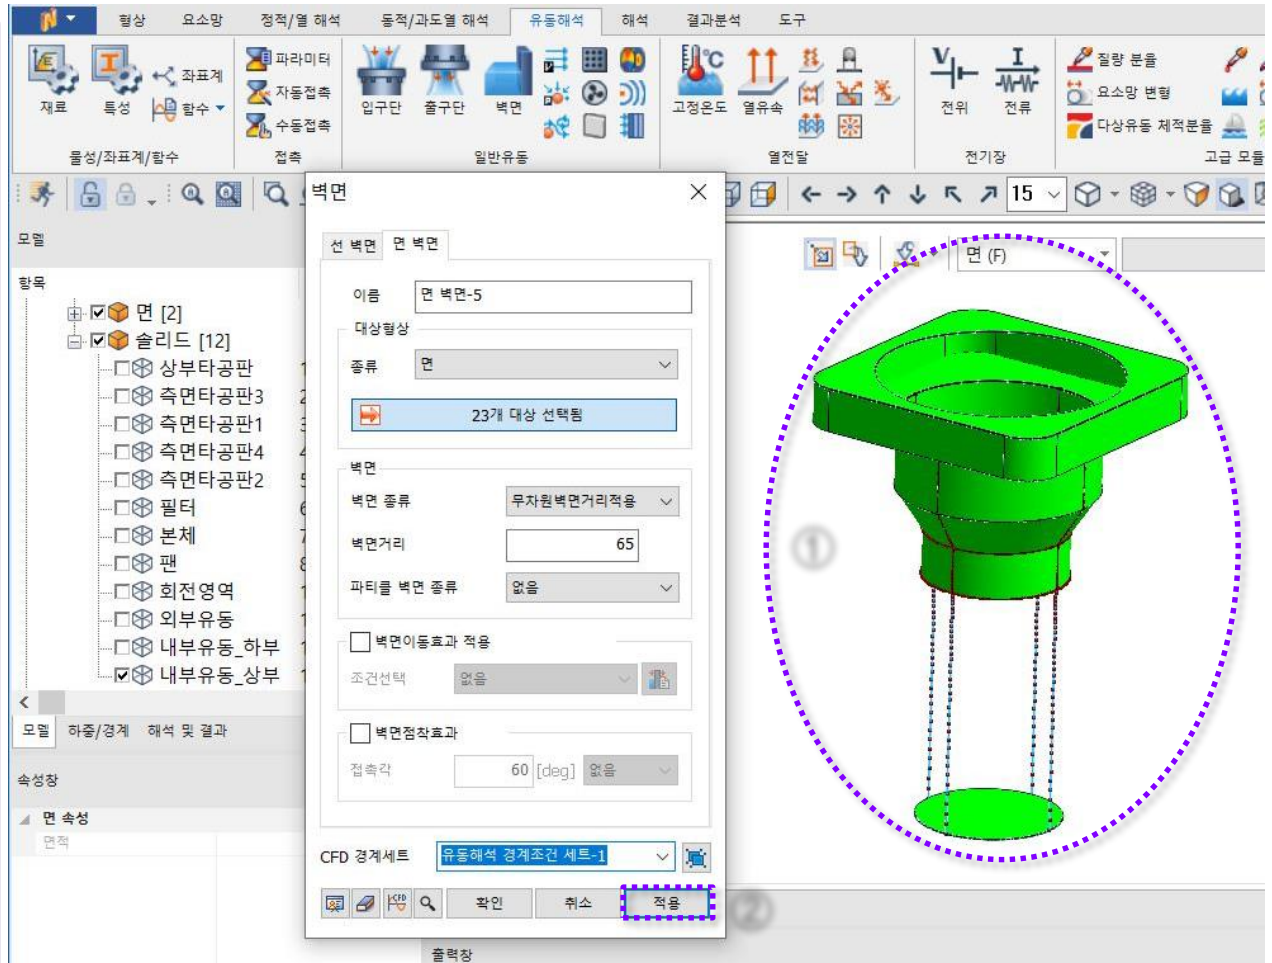 형상 요소망 정적/열 해석 동적/과도열 해석 유동해석 해석 결과분석 도구
재료 특성 좌표계 함수
파라미터
자동접촉
수동접촉
입구단 출구단 벽면
고정온도 열유속
전위 전류
질량 분율
요소망 변형
다상유동 체적분율
물성/좌표계/함수 접촉 일반유동 열전달 전기장 고급 모듈
15
모델
항목
면 [2]
솔리드 [12]
상부타공판 1
측면타공판3 2
측면타공판1 3
측면타공판4 4
측면타공판2 5
필터 6
본체 7
팬 8
회전영역 1
외부유동 1
내부유동_하부 1
내부유동_상부 1
모델 하중/경계 해석 및 결과
속성창
면 속성
면적
벽면
선 벽면 면 벽면
이름 면 벽면-5
대상형상
종류 면
23개 대상 선택됨
벽면
벽면 종류 무차원벽면거리적용
벽면거리 65
파티클 벽면 종류 없음
벽면이동효과 적용
조건선택 없음
벽면점착효과
접촉각 60 [deg] 없음
CFD 경계세트 유동해석 경계조건 세트-1
확인 취소 적용
면 (F)
①
②
출력창